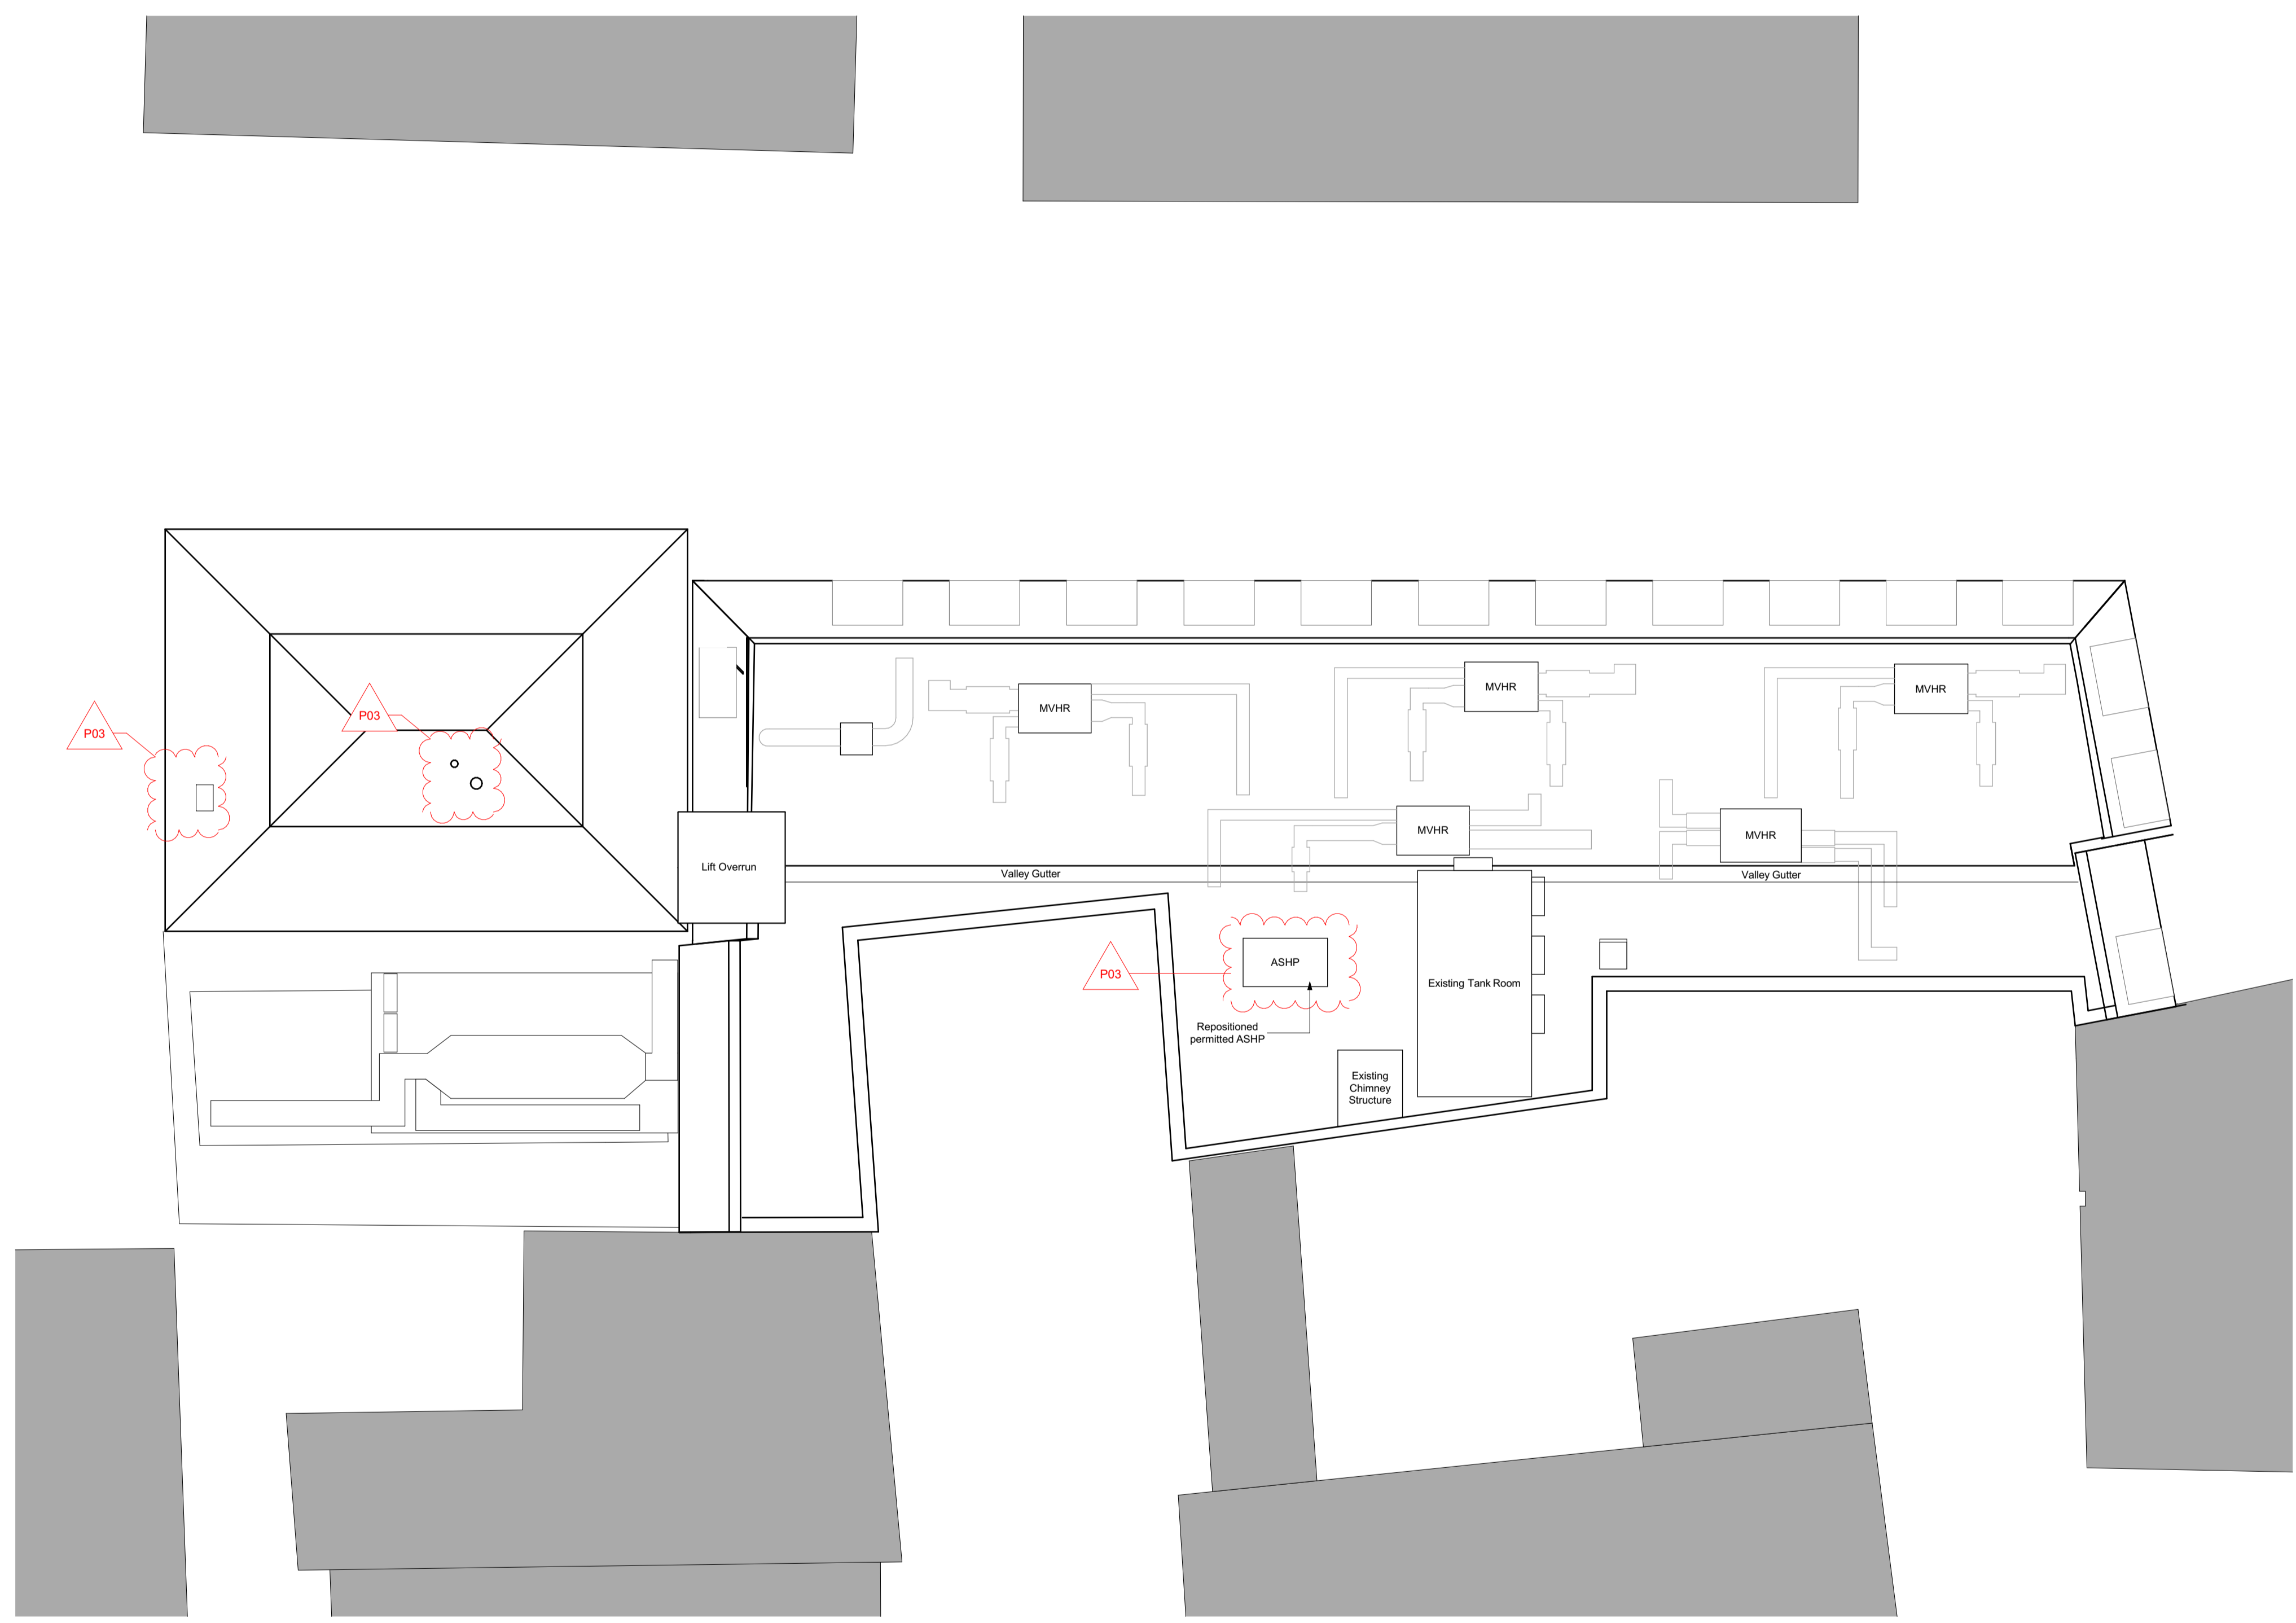 MVHR
MVHR
MVHR
P03
P03
MVHR
MVHR
Lift Overrun
Valley Gutter
Valley Gutter
P03
ASHP
Existing Tank Room
Repositioned
permitted ASHP
Existing
Chimney
Structure